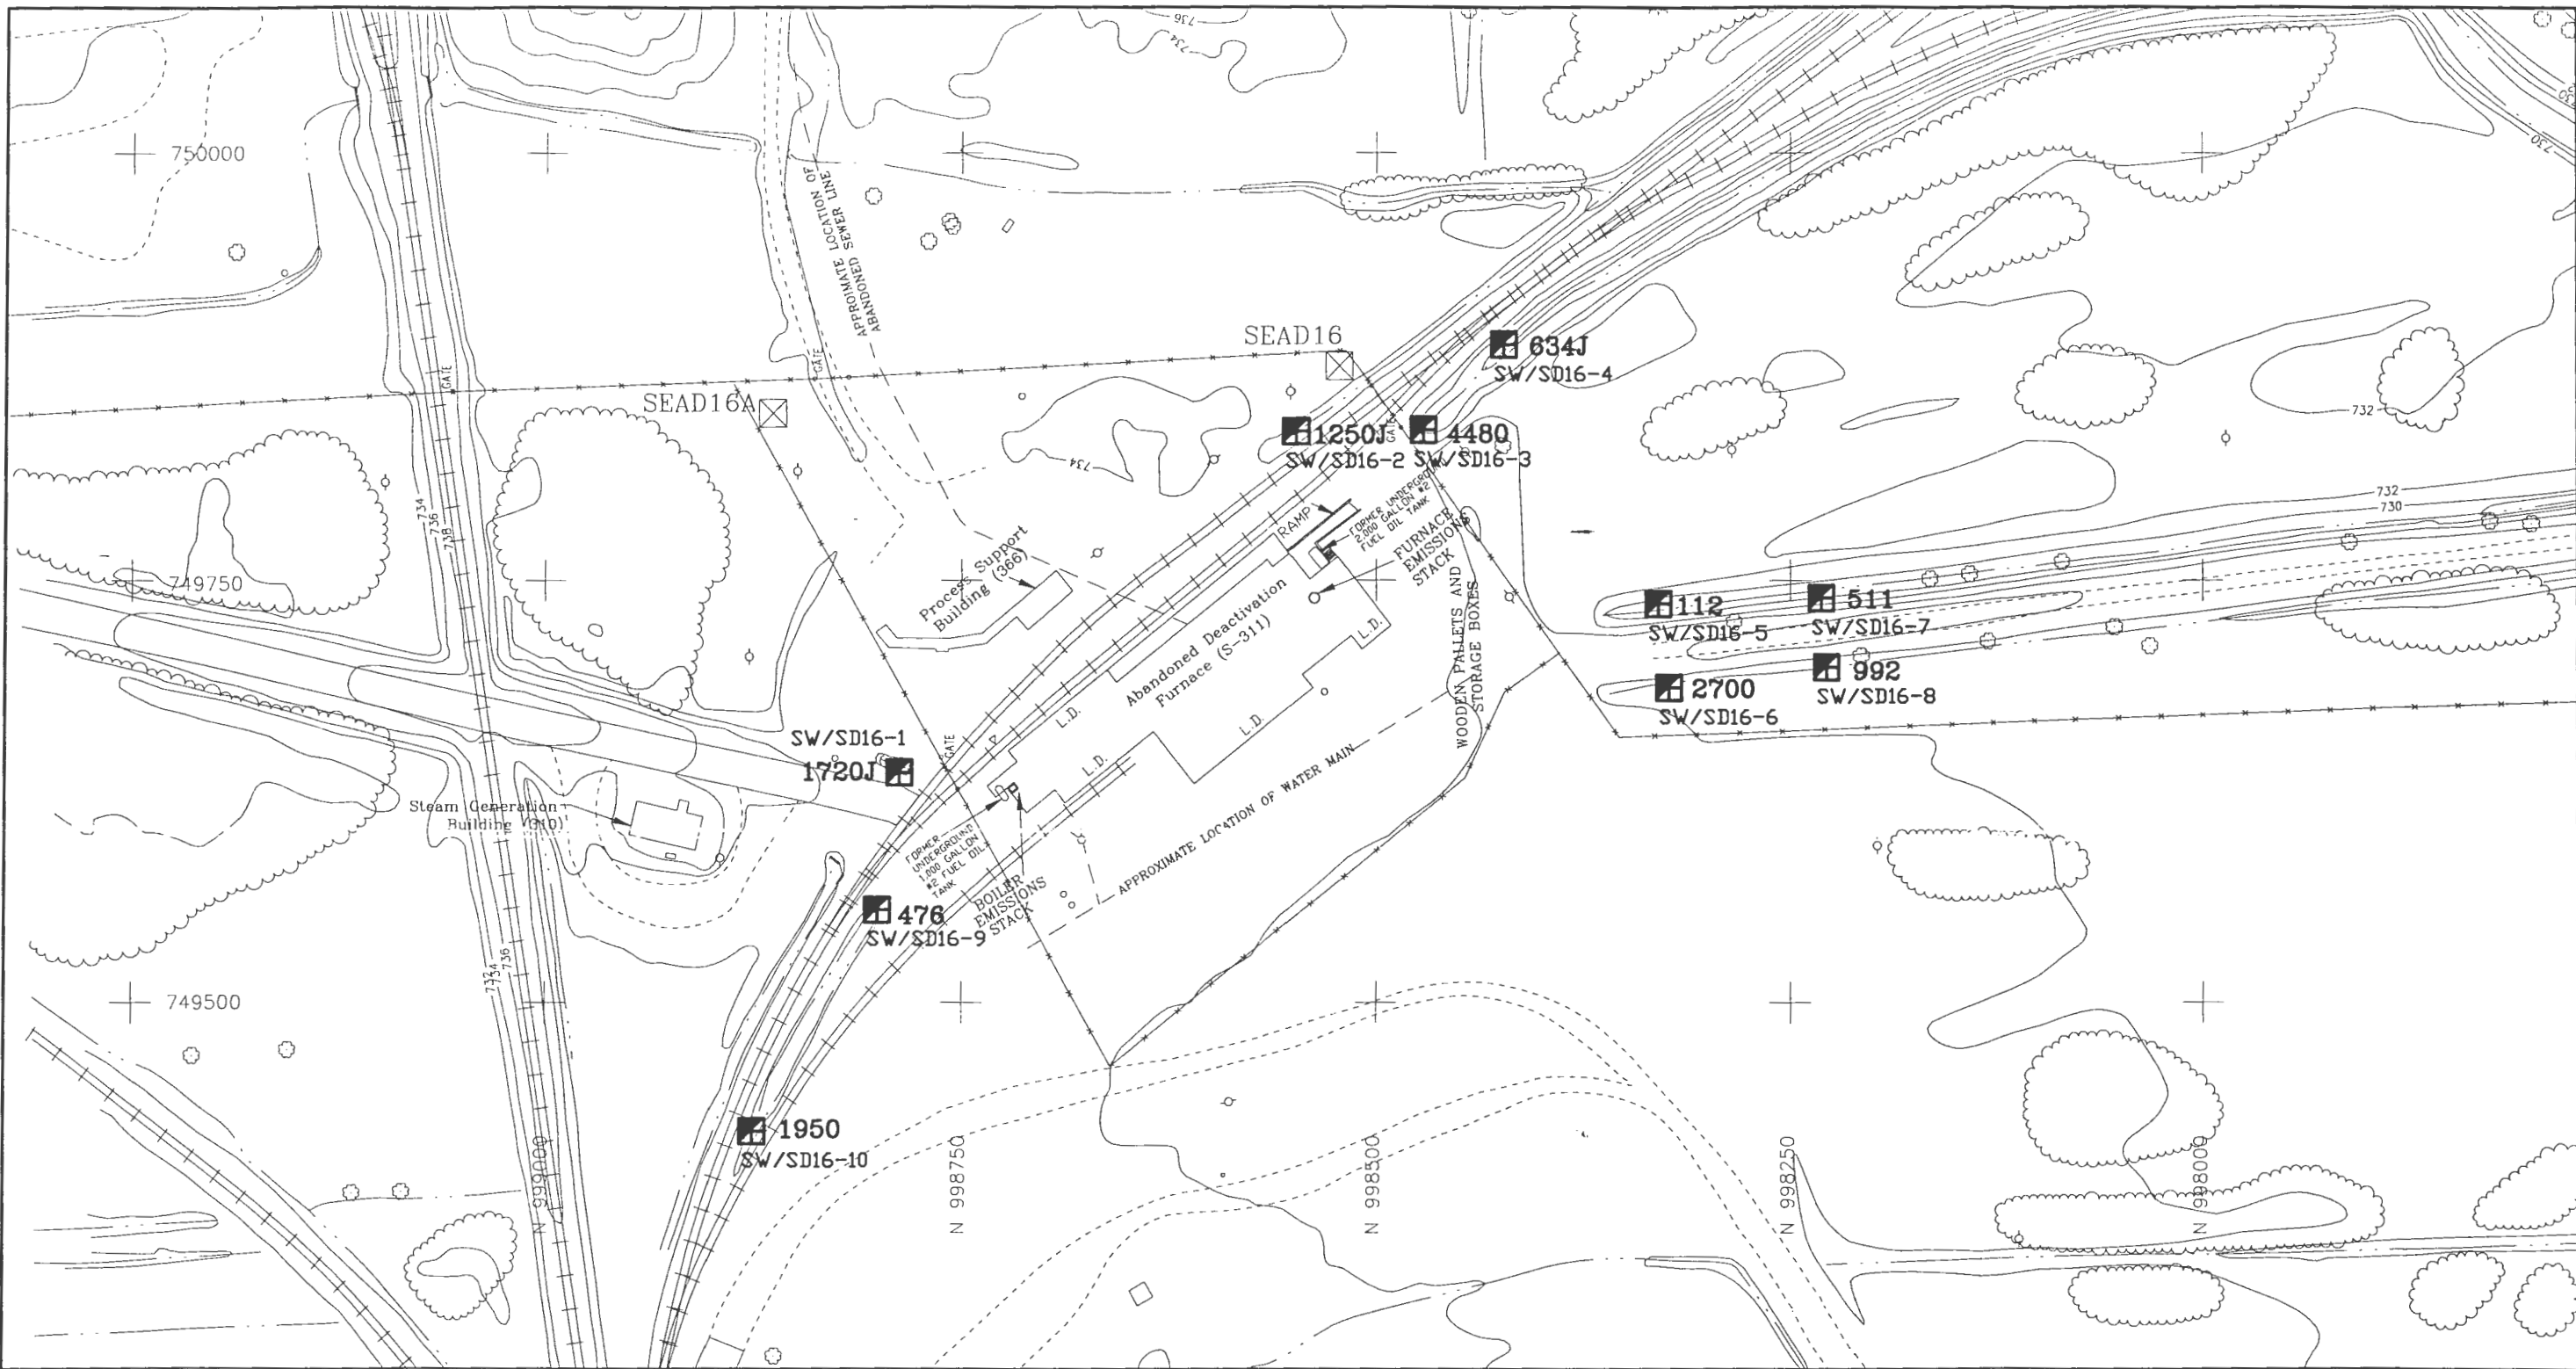 736
734
750000
730
APPROIMATE LOCATION OF
ABANDONED SEWER LINE
GATE
GATE
SEAD16
SEAD16A
634J
SW/SD16-4
1250J
SW/SD16-2
GATE
4480
SW/SD16-3
732
734
734
736
738
732
730
RAMP
FORMER UNDERGROUND
2,000 GALLON #2
FUEL OIL TANK
FURNACE
EMISSIONS
STACK
Process Support
Building (366)
749750
Abandoned Deactivation
Furnace (S-311)
WOODEN PALLETS AND
STORAGE BOXES
L.D.
L.D.
L.D.
L.D.
112
SW/SD16-5
511
SW/SD16-7
992
SW/SD16-8
2700
SW/SD16-6
SW/SD16-1
1720J
GATE
Steam Generation
Building (310)
FORMER
UNDERGROUND
1,000 GALLON
#2 FUEL OIL
TANK
BOILER
EMISSIONS
STACK
APPROXIMATE LOCATION OF WATER MAIN
476
SW/SD16-9
732
734
736
749500
1950
SW/SD16-10
N 999000
N 998750
N 998500
N 998250
N 998000